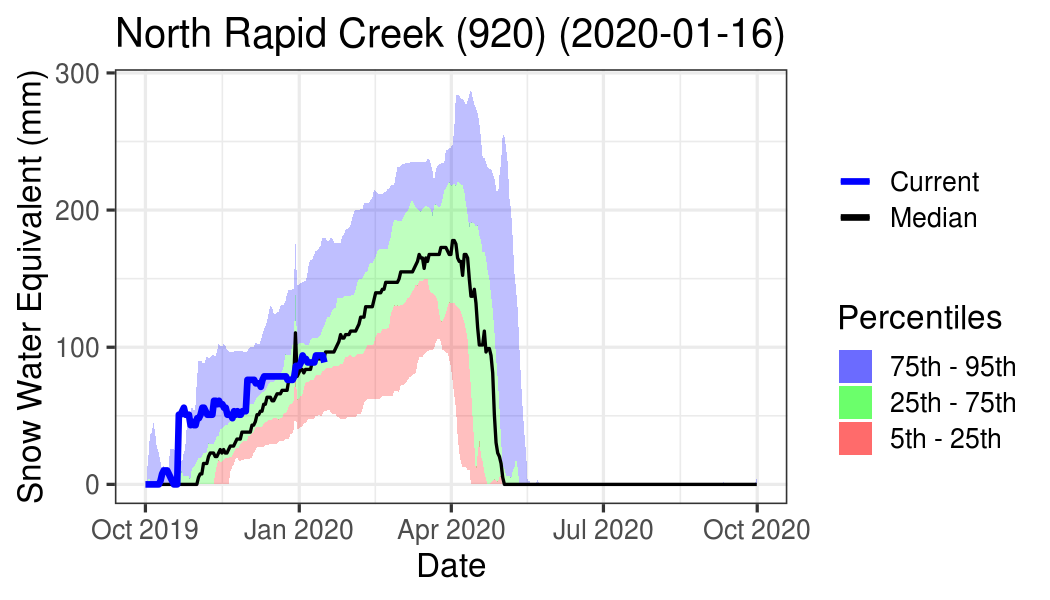 North Rapid Creek (920) (2020-01-16)
Snow Water Equivalent (mm)
300
200
100
0
Oct 2019
Jan 2020
Apr 2020
Jul 2020
Oct 2020
Date
Current
Median
Percentiles
75th - 95th
25th - 75th
5th - 25th